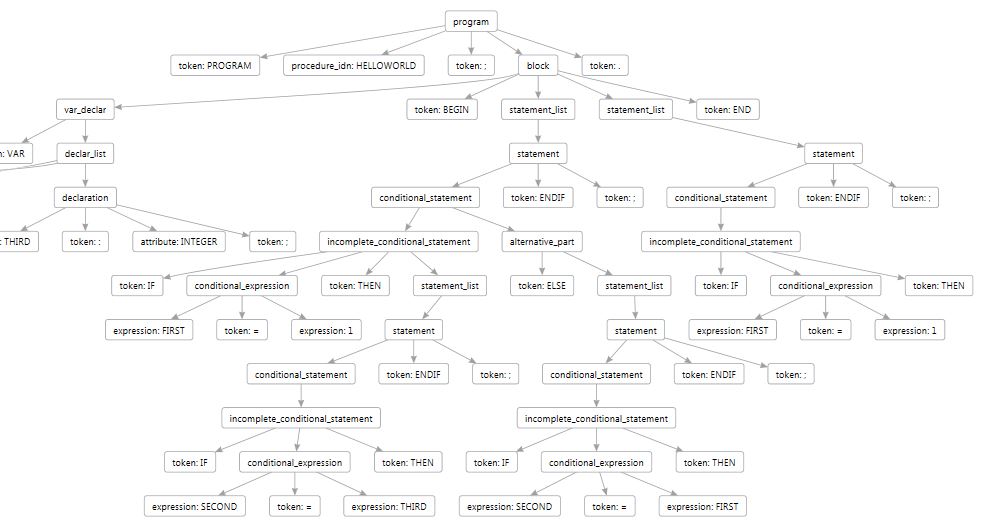 program
token: PROGRAM procedure_idn: HELLOWORLD token: ; block token: .
var_declar token: BEGIN statement_list statement_list token: END
n: VAR declar_list statement statement
declaration conditional_statement token: ENDIF token: ; conditional_statement token: ENDIF token: ;
: THIRD token: : attribute: INTEGER token: ; incomplete_conditional_statement alternative_part incomplete_conditional_statement
token: IF conditional_expression token: THEN statement_list token: ELSE statement_list token: IF conditional_expression token: THEN
expression: FIRST token: = expression: 1 statement statement expression: FIRST token: = expression: 1
conditional_statement token: ENDIF token: ; conditional_statement token: ENDIF token: ;
incomplete_conditional_statement incomplete_conditional_statement
token: IF conditional_expression token: THEN token: IF conditional_expression token: THEN
expression: SECOND token: = expression: THIRD expression: SECOND token: = expression: FIRST